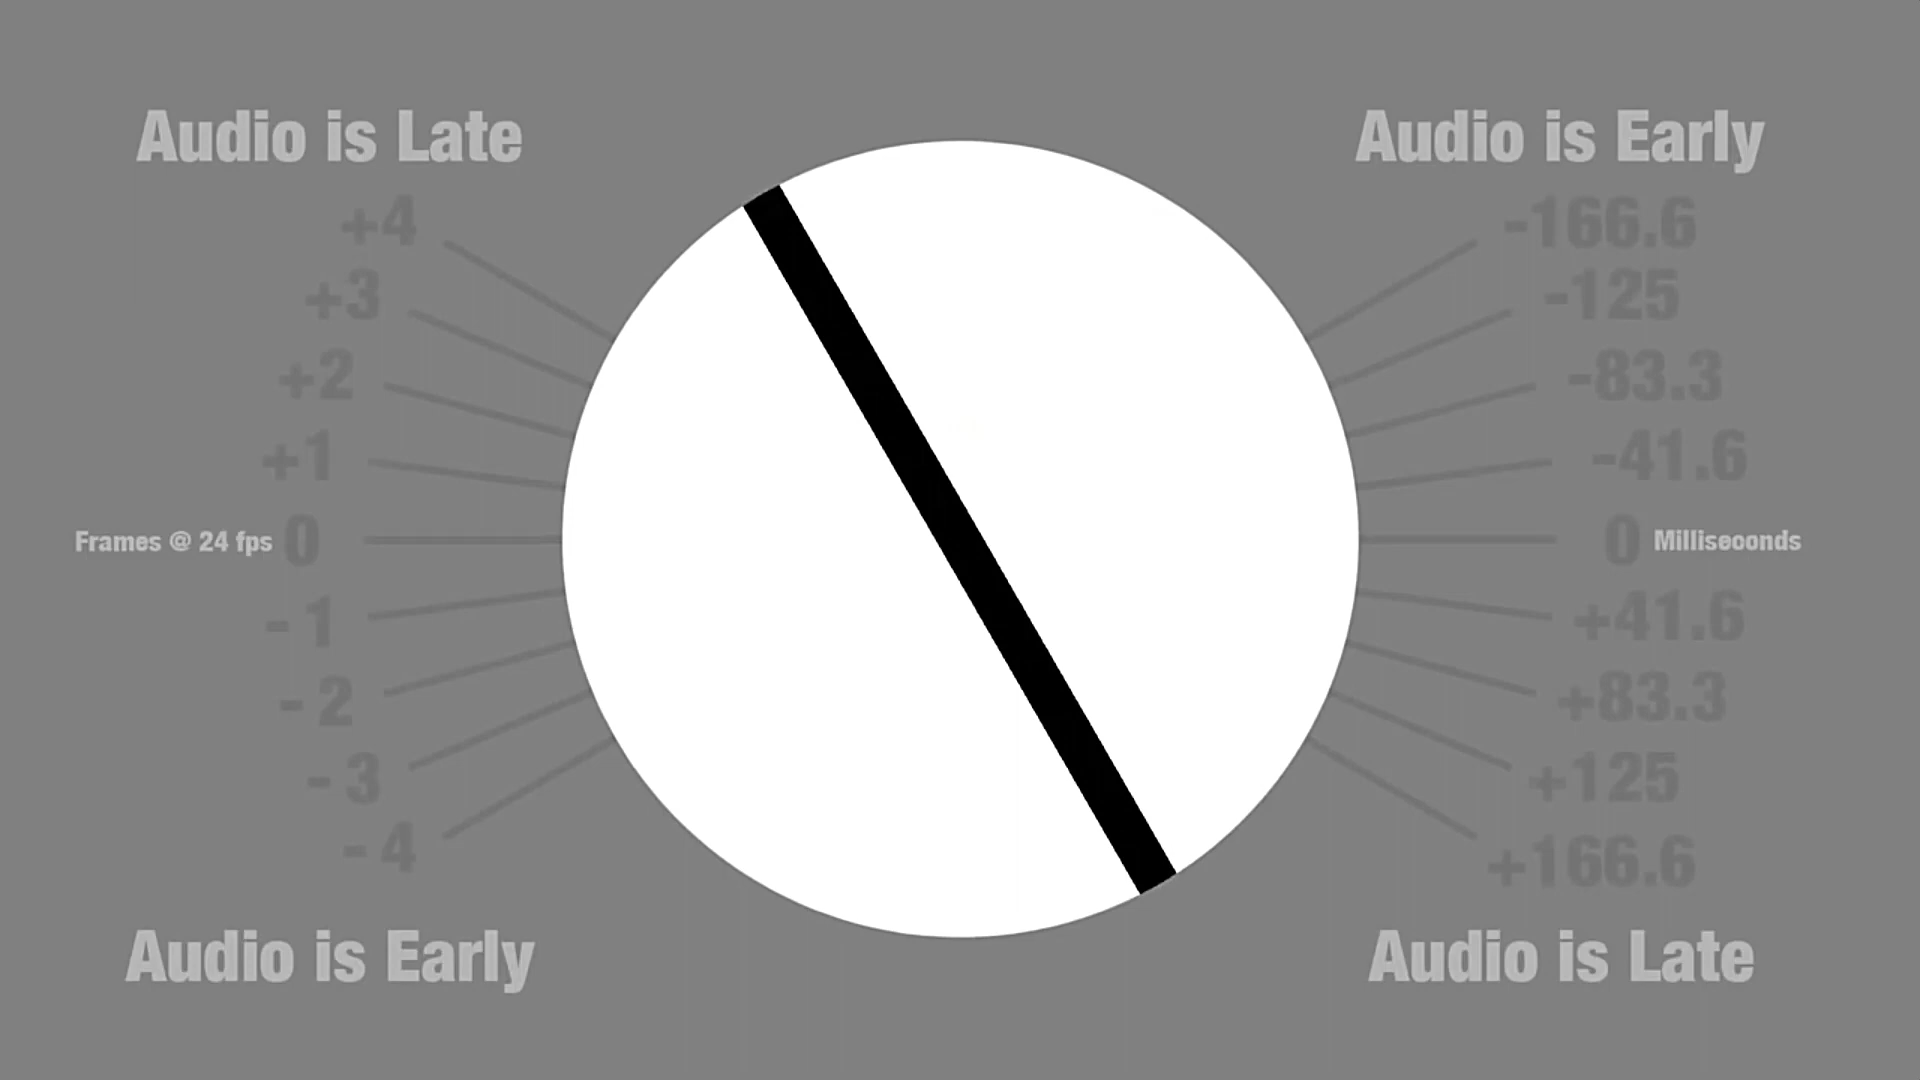 Audio is Late
+4
+3
+2
+1
Frames @ 24 fps 0
- 1
- 2
- 3
- 4
Audio is Early
Audio is Early
-166.6
-125
-83.3
-41.6
0 Milliseconds
+41.6
+83.3
+125
+166.6
Audio is Late